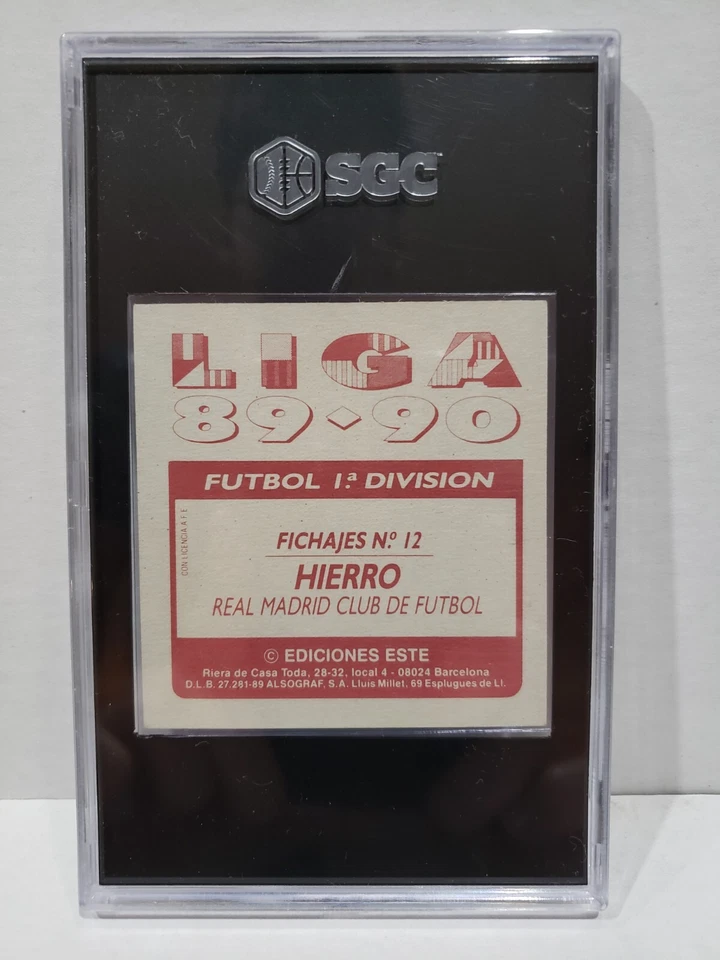 SGC
LIGA
89·90
FUTBOL 1.ª DIVISION
CON LICENCIA A.F.E.
FICHAJES N.º 12
HIERRO
REAL MADRID CLUB DE FUTBOL
© EDICIONES ESTE
Riera de Casa Toda, 28-32, local 4 - 08024 Barcelona
D.L.B. 27.281-89 ALSOGRAF, S.A. Lluis Millet, 69 Esplugues de Ll.